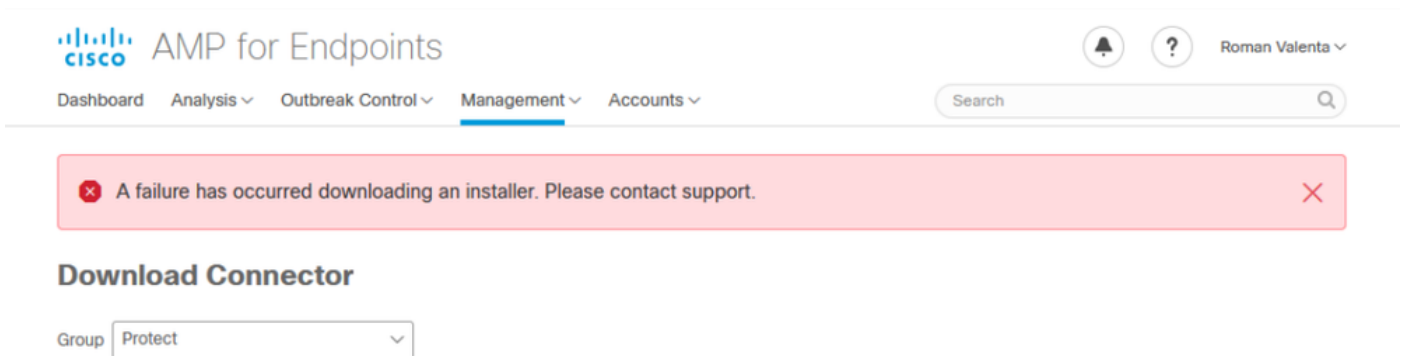 CISCO AMP for Endpoints
? Roman Valenta
Dashboard Analysis Outbreak Control Management Accounts Search
A failure has occurred downloading an installer. Please contact support.
Download Connector
Group Protect